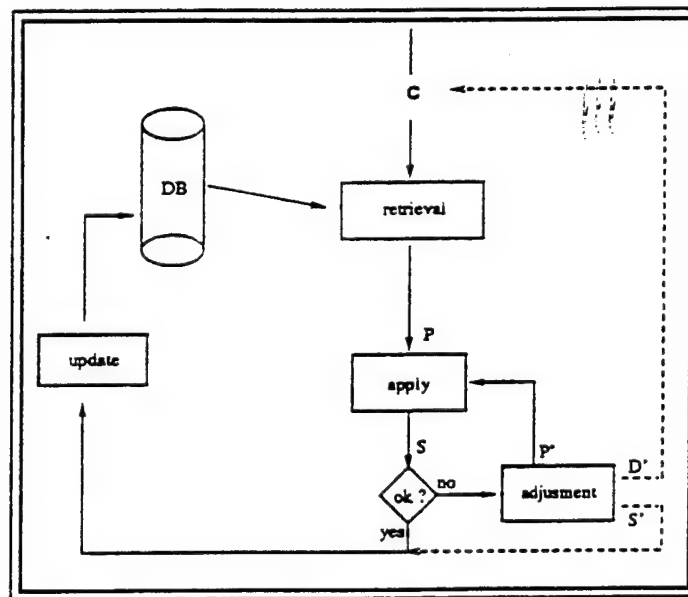 C
DB
retrieval
P
update
apply
S
P'
D'
ok ?
no
adjusment
S'
yes